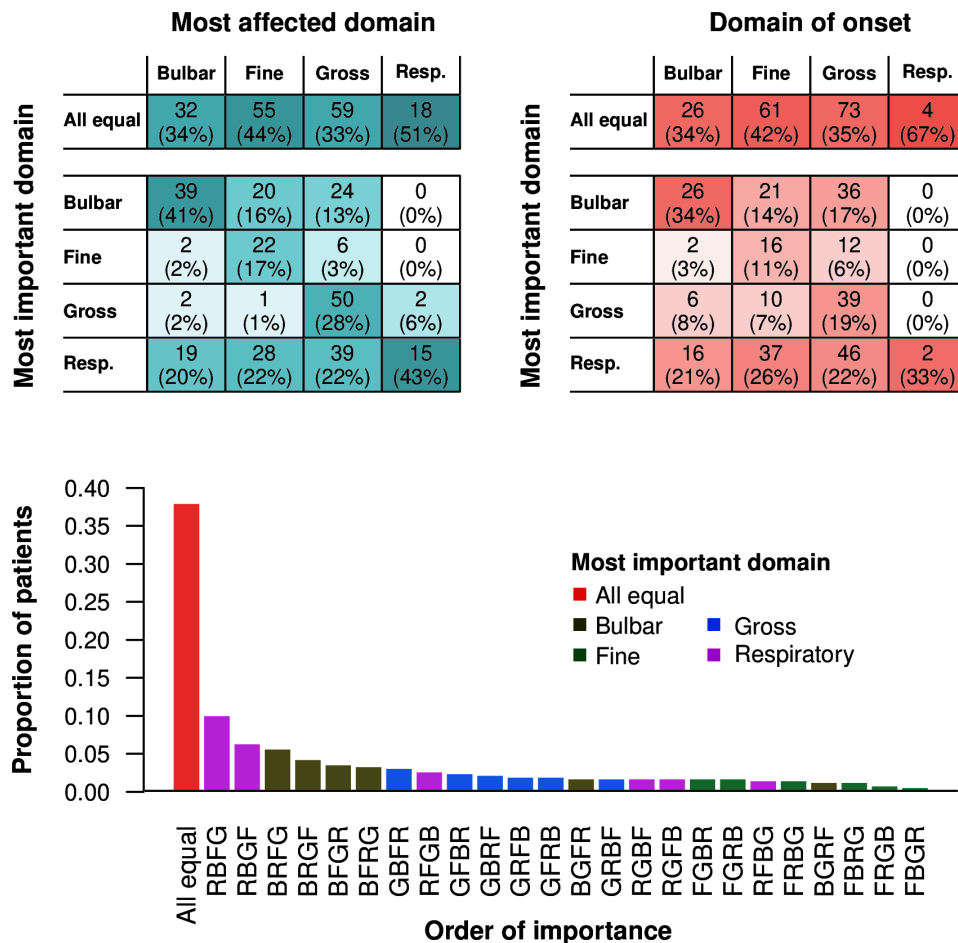 Most affected domain
Domain of onset
Bulbar Fine Gross Resp.
All equal 32 (34%) 55 (44%) 59 (33%) 18 (51%)
Most important domain
Bulbar 39 (41%) 20 (16%) 24 (13%) 0 (0%)
Fine 2 (2%) 22 (17%) 6 (3%) 0 (0%)
Gross 2 (2%) 1 (1%) 50 (28%) 2 (6%)
Resp. 19 (20%) 28 (22%) 39 (22%) 15 (43%)
Bulbar Fine Gross Resp.
All equal 26 (34%) 61 (42%) 73 (35%) 4 (67%)
Most important domain
Bulbar 26 (34%) 21 (14%) 36 (17%) 0 (0%)
Fine 2 (3%) 16 (11%) 12 (6%) 0 (0%)
Gross 6 (8%) 10 (7%) 39 (19%) 0 (0%)
Resp. 16 (21%) 37 (26%) 46 (22%) 2 (33%)
Proportion of patients
0.40
0.35
0.30
0.25
0.20
0.15
0.10
0.05
0.00
Most important domain
All equal
Bulbar
Gross
Fine
Respiratory
All equal
RBFG
RBGF
BRFG
BRGF
BFGR
BFRG
GBFR
RFGB
GFBR
GBRF
GRFB
GFRB
BGFR
GRBF
RGBF
RGFB
FGBR
FGRB
RFBG
FRBG
BGRF
FBRG
FRGB
FBGR
Order of importance